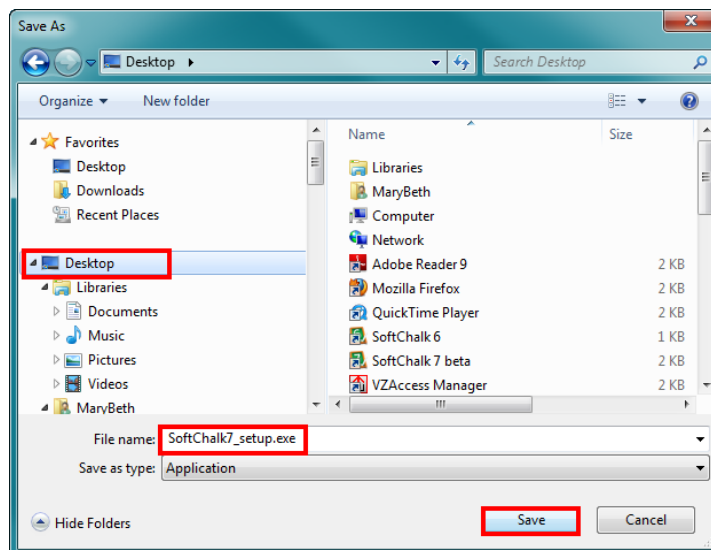 Save As
Desktop
Search Desktop
Organize
New folder
Favorites
Desktop
Downloads
Recent Places
Desktop
Libraries
Documents
Music
Pictures
Videos
MaryBeth
Name Size
Libraries
MaryBeth
Computer
Network
Adobe Reader 9 2 KB
Mozilla Firefox 2 KB
QuickTime Player 2 KB
SoftChalk 6 1 KB
SoftChalk 7 beta 2 KB
VZAccess Manager 2 KB
File name: SoftChalk7_setup.exe
Save as type: Application
Hide Folders
Save
Cancel